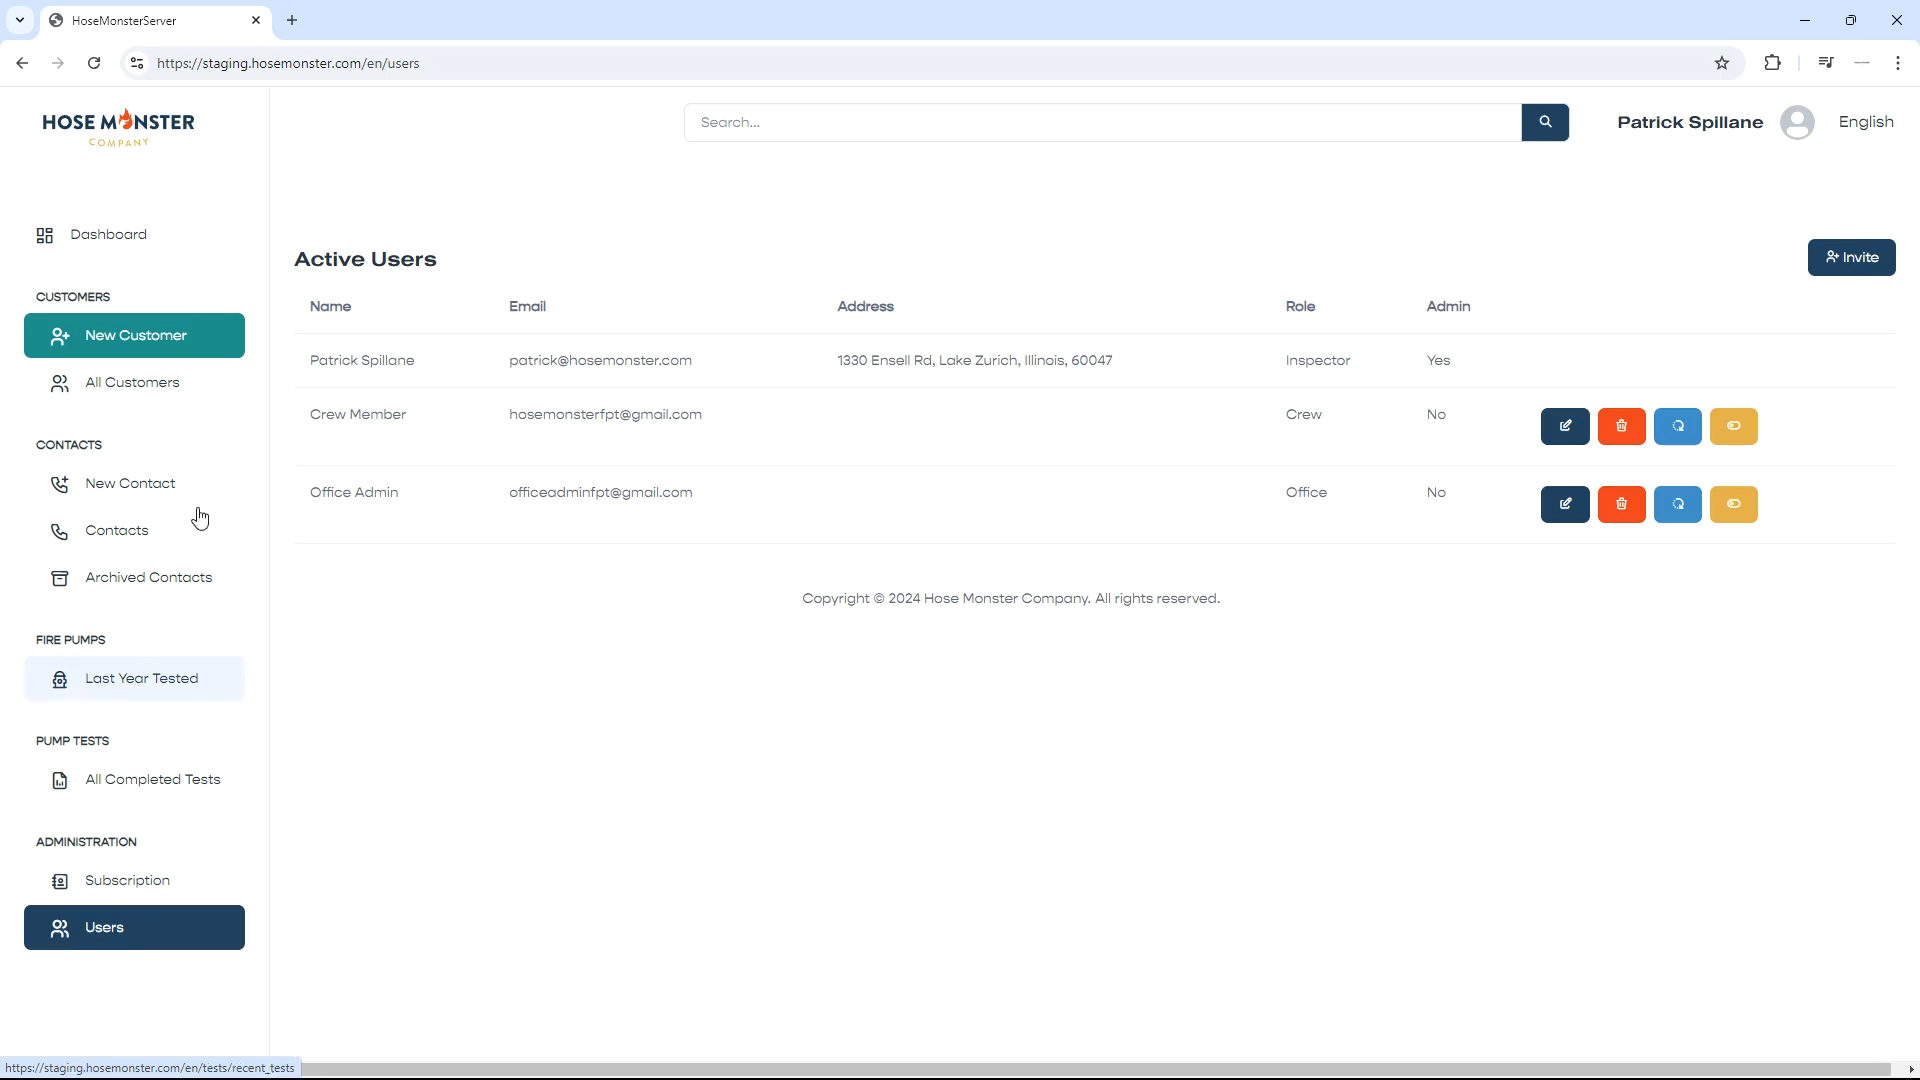 HoseMonsterServer
https://staging.hosemonster.com/en/users
HOSE MONSTER
COMPANY
Search...
Patrick Spillane
English
Dashboard
CUSTOMERS
New Customer
All Customers
CONTACTS
New Contact
Contacts
Archived Contacts
FIRE PUMPS
Last Year Tested
PUMP TESTS
All Completed Tests
ADMINISTRATION
Subscription
Users
Active Users
Invite
Name Email Address Role Admin
Patrick Spillane patrick@hosemonster.com 1330 Ensell Rd, Lake Zurich, Illinois, 60047 Inspector Yes
Crew Member hosemonsterfpt@gmail.com Crew No
Office Admin officeadminfpt@gmail.com Office No
Copyright © 2024 Hose Monster Company. All rights reserved.
https://staging.hosemonster.com/en/tests/recent_tests